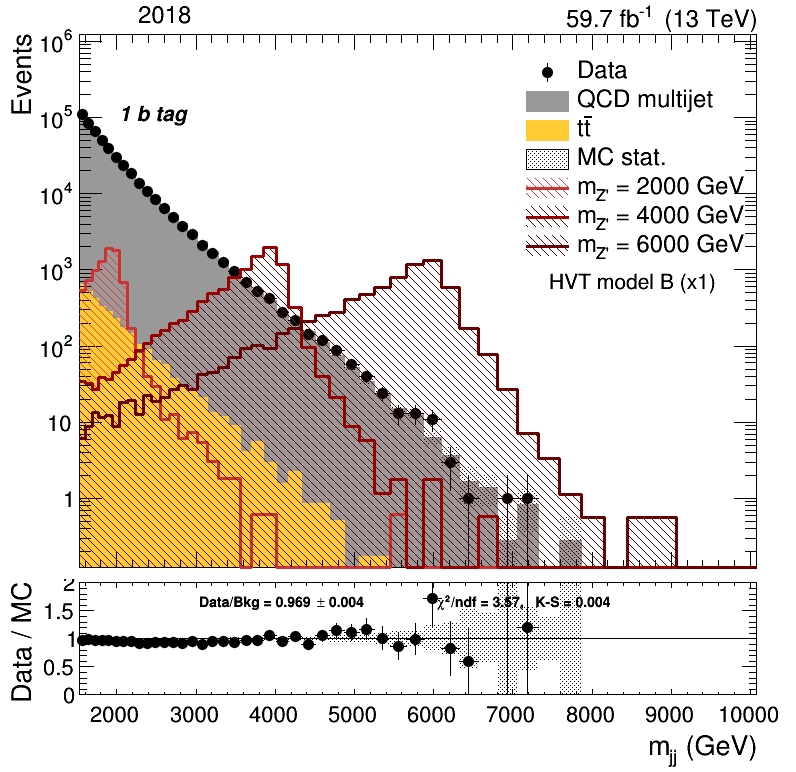 2018 59.7 fb⁻¹ (13 TeV)
Events
10⁶
10⁵
10⁴
10³
10²
10
1
1 b tag
Data
QCD multijet
tt̄
MC stat.
m_Z' = 2000 GeV
m_Z' = 4000 GeV
m_Z' = 6000 GeV
HVT model B (x1)
Data / MC
2
1.5
1
0.5
0
Data/Bkg = 0.969 ± 0.004 χ²/ndf = 3.57, K-S = 0.004
2000 3000 4000 5000 6000 7000 8000 9000 10000
m_jj (GeV)